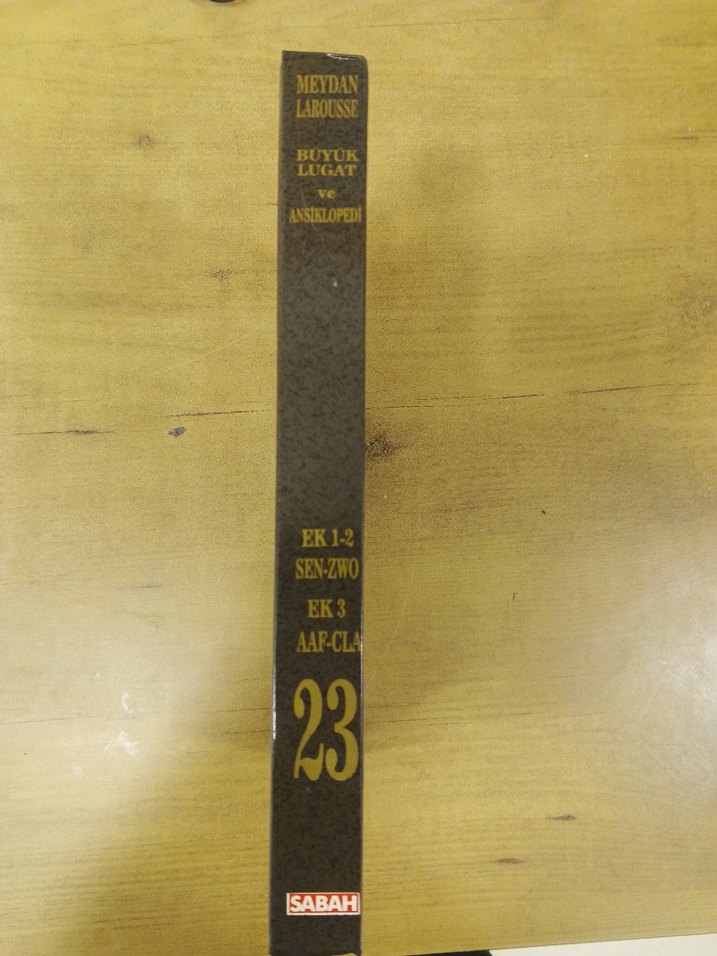 MEYDAN
LAROUSSE
BÜYÜK
LUGAT
ve
ANSİKLOPEDİ
EK 1-2
SEN-ZWO
EK 3
AAF-CLA
23
SABAH